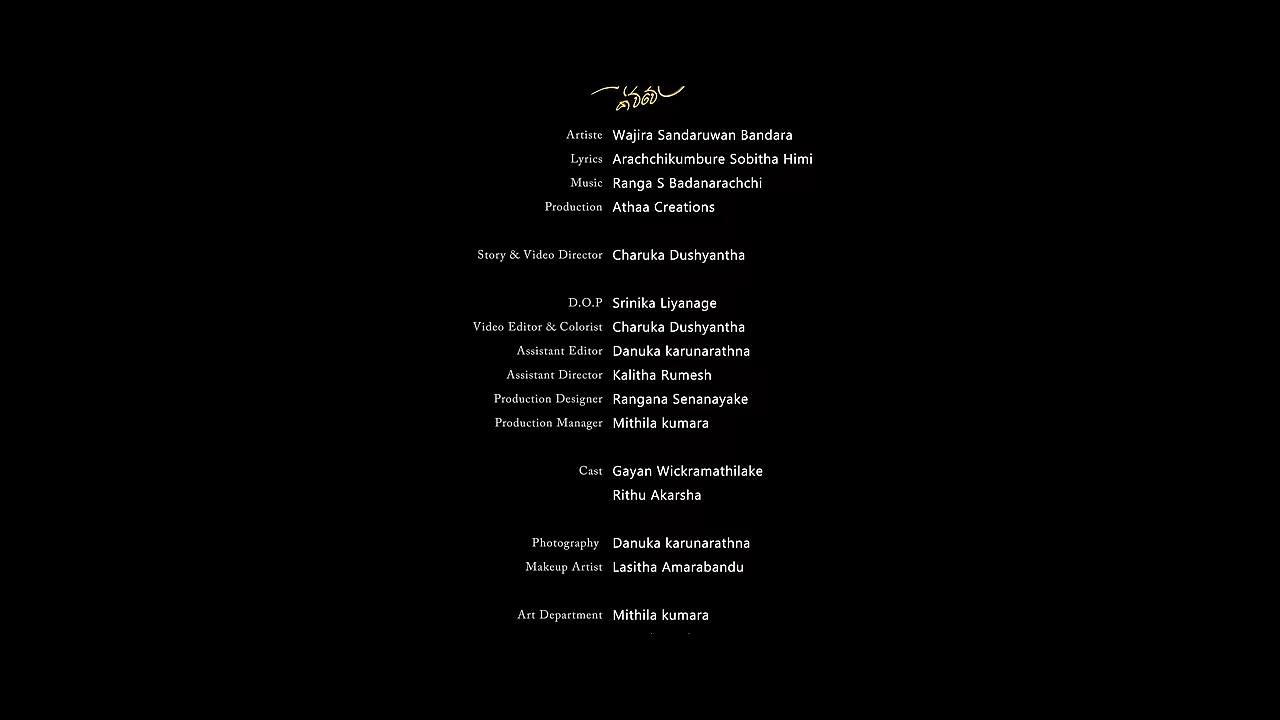 Artiste Wajira Sandaruwan Bandara
Lyrics Arachchikumbure Sobitha Himi
Music Ranga S Badanarachchi
Production Athaa Creations
Story & Video Director Charuka Dushyantha
D.O.P Srinika Liyanage
Video Editor & Colorist Charuka Dushyantha
Assistant Editor Danuka karunarathna
Assistant Director Kalitha Rumesh
Production Designer Rangana Senanayake
Production Manager Mithila kumara
Cast Gayan Wickramathilake
Rithu Akarsha
Photography Danuka karunarathna
Makeup Artist Lasitha Amarabandu
Art Department Mithila kumara